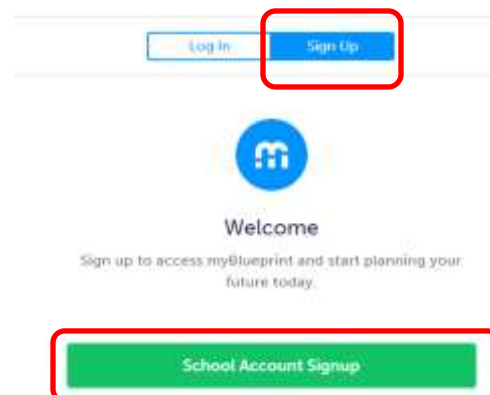 Log In Sign Up
Welcome
Sign up to access myBlueprint and start planning your
future today.
School Account Signup